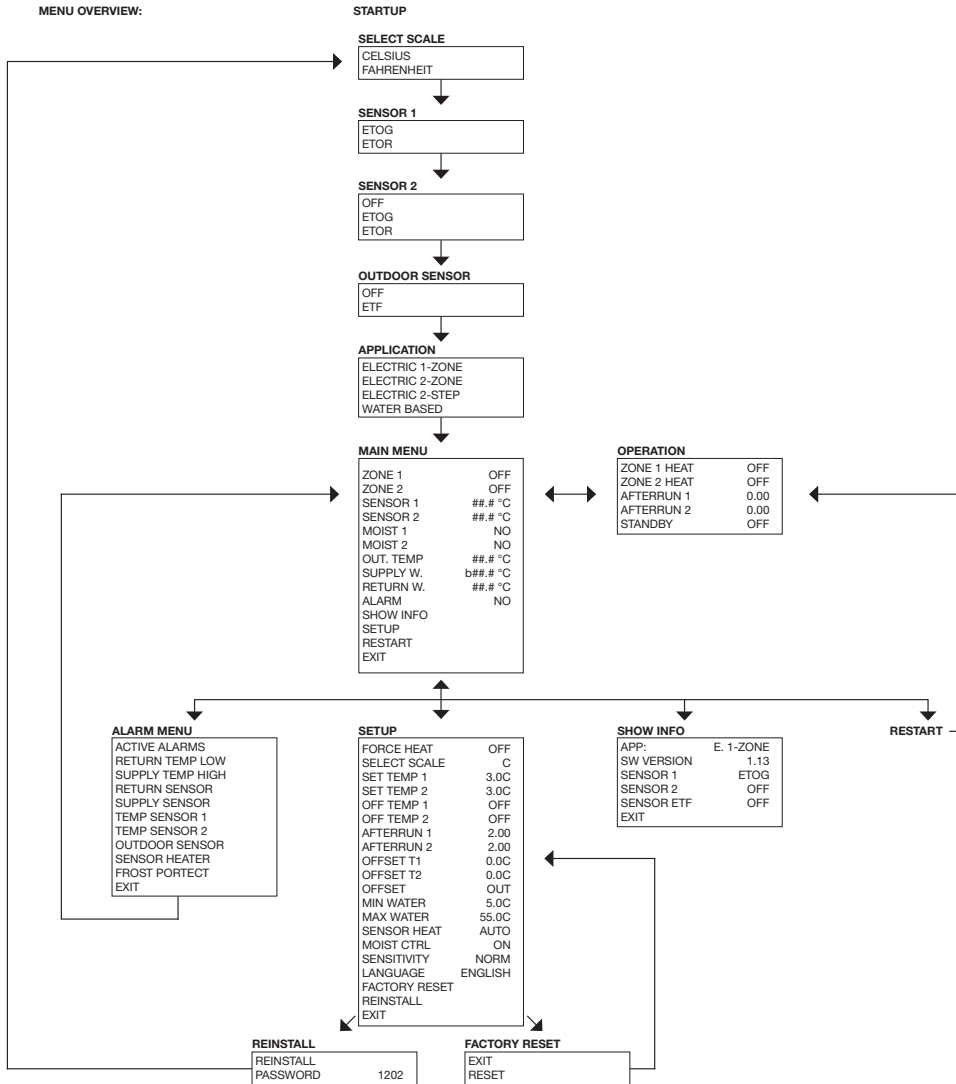 MENU OVERVIEW:
STARTUP
SELECT SCALE
CELSIUS
FAHRENHEIT
SENSOR 1
ETOG
ETOR
SENSOR 2
OFF
ETOG
ETOR
OUTDOOR SENSOR
OFF
ETF
APPLICATION
ELECTRIC 1-ZONE
ELECTRIC 2-ZONE
ELECTRIC 2-STEP
WATER BASED
MAIN MENU
ZONE 1 OFF
ZONE 2 OFF
SENSOR 1 ##.# °C
SENSOR 2 ##.# °C
MOIST 1 NO
MOIST 2 NO
OUT. TEMP ##.# °C
SUPPLY W. b##.# °C
RETURN W. ##.# °C
ALARM NO
SHOW INFO
SETUP
RESTART
EXIT
OPERATION
ZONE 1 HEAT OFF
ZONE 2 HEAT OFF
AFTERRUN 1 0.00
AFTERRUN 2 0.00
STANDBY OFF
ALARM MENU
ACTIVE ALARMS
RETURN TEMP LOW
SUPPLY TEMP HIGH
RETURN SENSOR
SUPPLY SENSOR
TEMP SENSOR 1
TEMP SENSOR 2
OUTDOOR SENSOR
SENSOR HEATER
FROST PORTECT
EXIT
SETUP
FORCE HEAT OFF
SELECT SCALE C
SET TEMP 1 3.0C
SET TEMP 2 3.0C
OFF TEMP 1 OFF
OFF TEMP 2 OFF
AFTERRUN 1 2.00
AFTERRUN 2 2.00
OFFSET T1 0.0C
OFFSET T2 0.0C
OFFSET OUT
MIN WATER 5.0C
MAX WATER 55.0C
SENSOR HEAT AUTO
MOIST CTRL ON
SENSITIVITY NORM
LANGUAGE ENGLISH
FACTORY RESET
REINSTALL
EXIT
SHOW INFO
APP: E. 1-ZONE
SW VERSION 1.13
SENSOR 1 ETOG
SENSOR 2 OFF
SENSOR ETF OFF
EXIT
RESTART
REINSTALL
REINSTALL
PASSWORD 1202
FACTORY RESET
EXIT
RESET